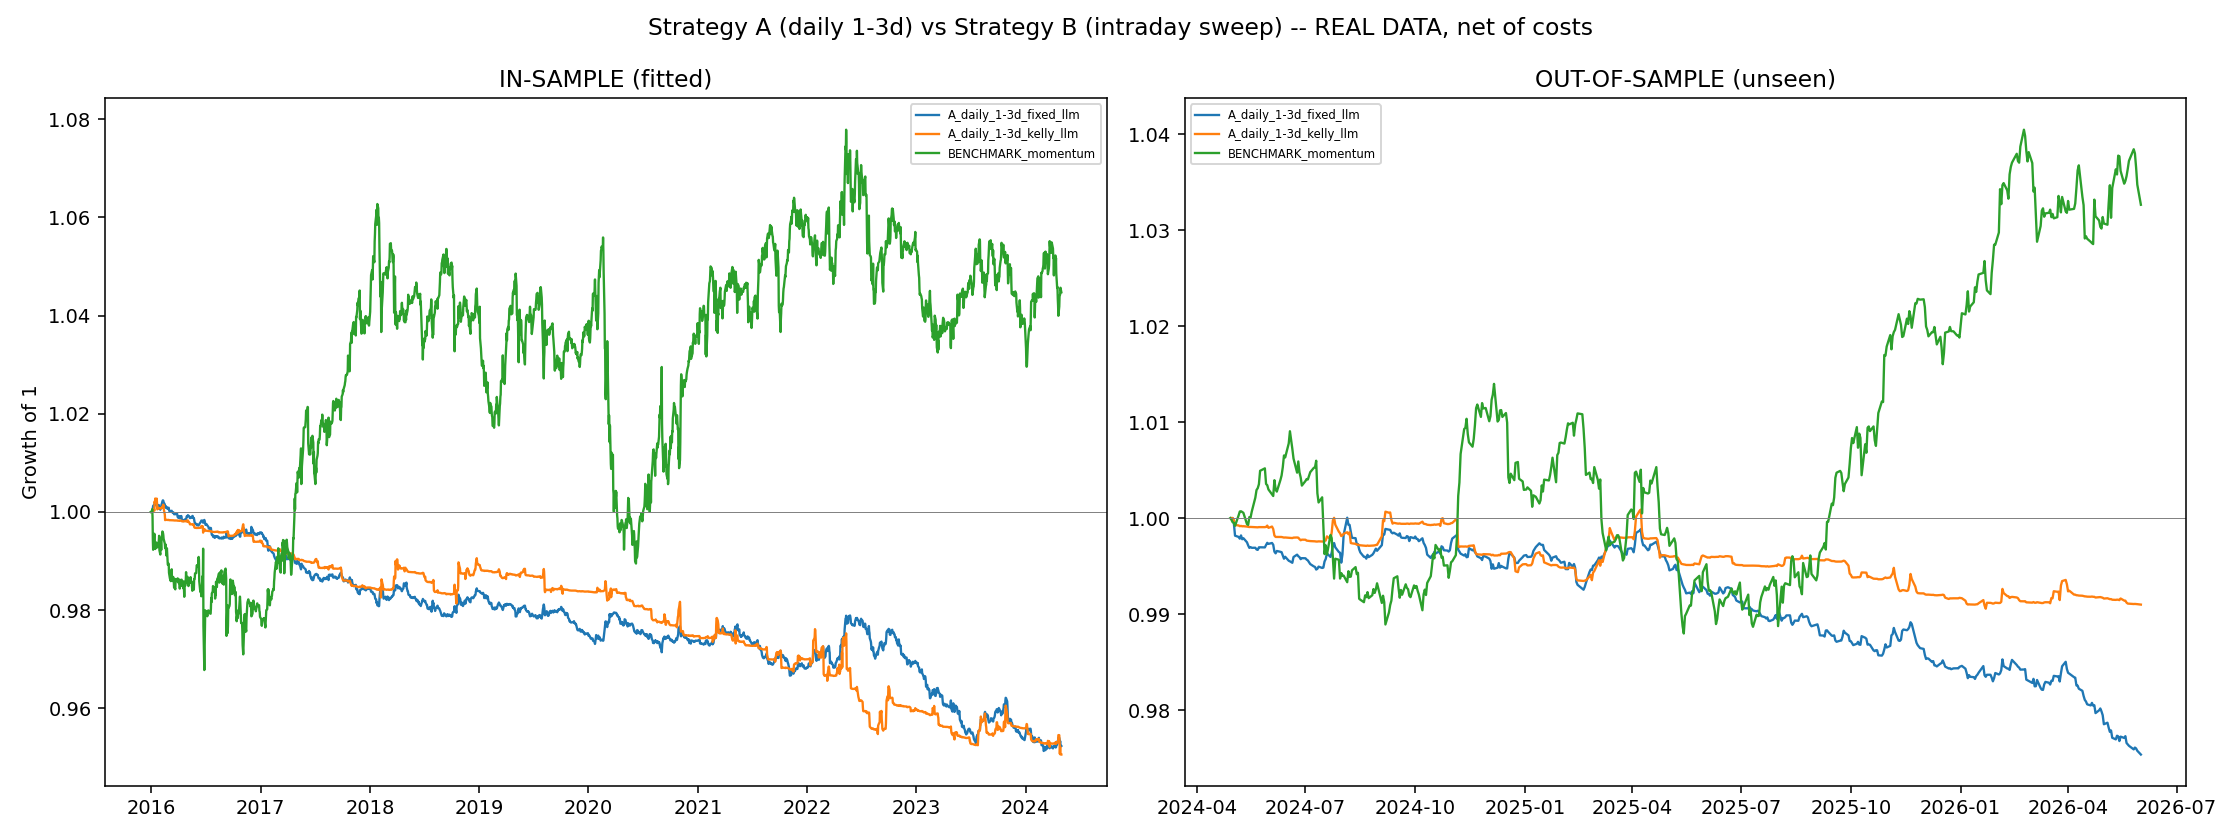 Strategy A (daily 1-3d) vs Strategy B (intraday sweep) -- REAL DATA, net of costs
IN-SAMPLE (fitted)
A_daily_1-3d_fixed_llm
A_daily_1-3d_kelly_llm
BENCHMARK_momentum
Growth of 1
1.08
1.06
1.04
1.02
1.00
0.98
0.96
2016 2017 2018 2019 2020 2021 2022 2023 2024
OUT-OF-SAMPLE (unseen)
A_daily_1-3d_fixed_llm
A_daily_1-3d_kelly_llm
BENCHMARK_momentum
1.04
1.03
1.02
1.01
1.00
0.99
0.98
2024-04 2024-07 2024-10 2025-01 2025-04 2025-07 2025-10 2026-01 2026-04 2026-07